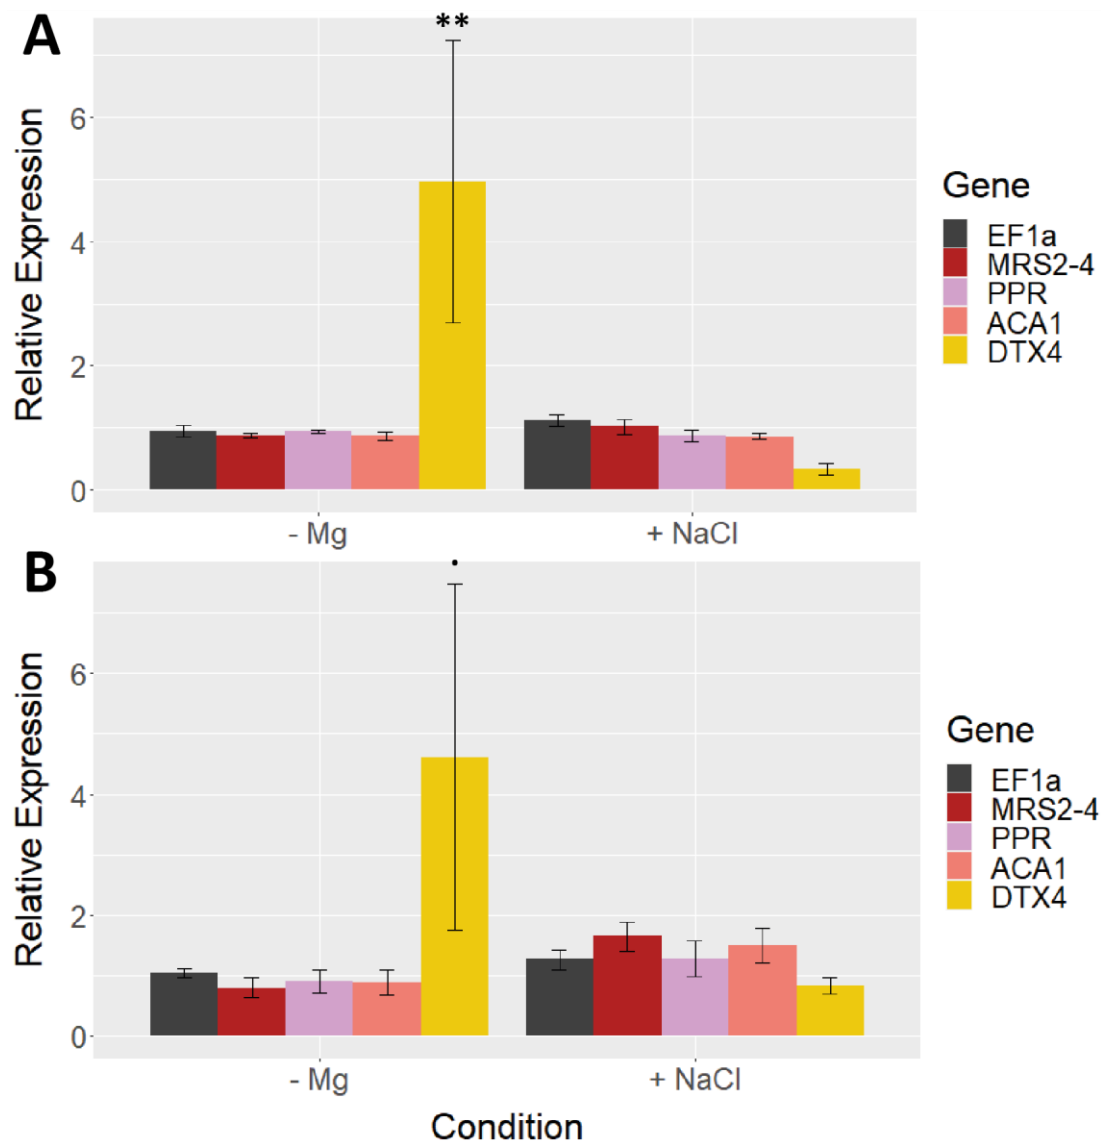 A
**
Relative Expression
6
4
2
0
- Mg
+ NaCl
Gene
EF1a
MRS2-4
PPR
ACA1
DTX4
B
.
Relative Expression
6
4
2
0
- Mg
+ NaCl
Condition
Gene
EF1a
MRS2-4
PPR
ACA1
DTX4